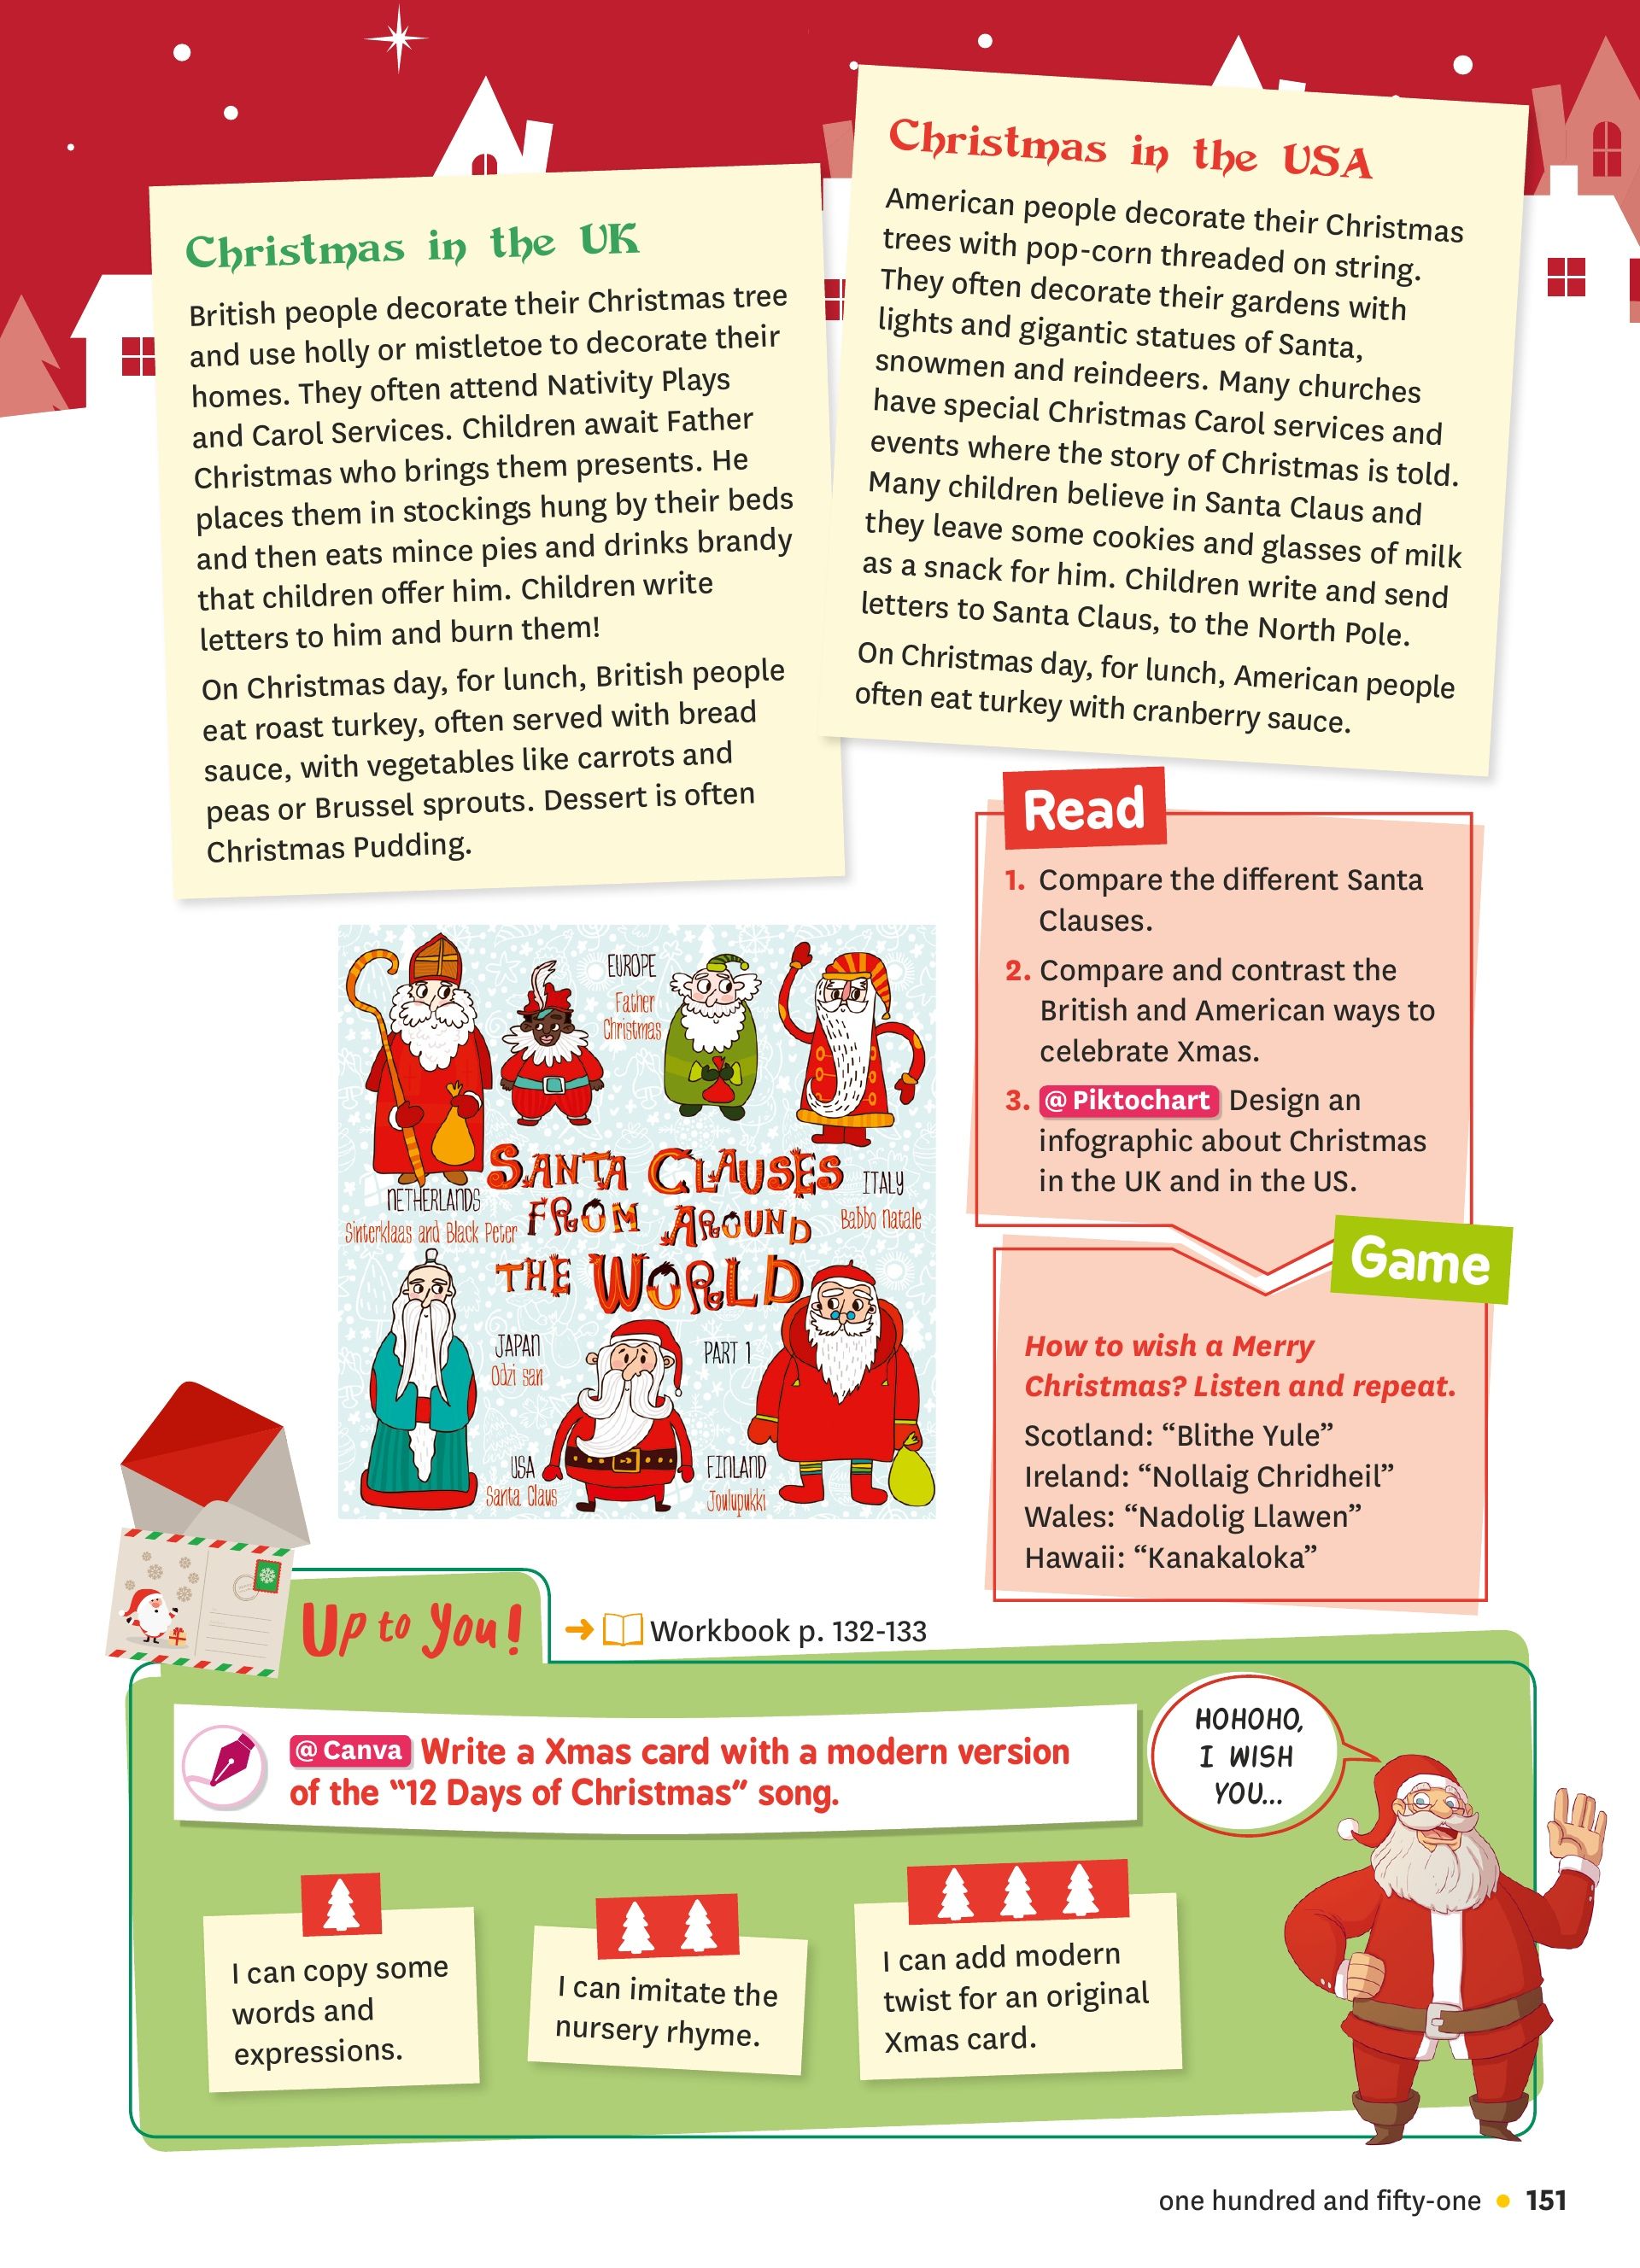 Christmas in the UK
British people decorate their Christmas tree
and use holly or mistletoe to decorate their
homes. They often attend Nativity Plays
and Carol Services. Children await Father
Christmas who brings them presents. He
places them in stockings hung by their beds
and then eats mince pies and drinks brandy
that children offer him. Children write
letters to him and burn them!
On Christmas day, for lunch, British people
eat roast turkey, often served with bread
sauce, with vegetables like carrots and
peas or Brussel sprouts. Dessert is often
Christmas Pudding.
Christmas in the USA
American people decorate their Christmas
trees with pop-corn threaded on string.
They often decorate their gardens with
lights and gigantic statues of Santa,
snowmen and reindeers. Many churches
have special Christmas Carol services and
events where the story of Christmas is told.
Many children believe in Santa Claus and
they leave some cookies and glasses of milk
as a snack for him. Children write and send
letters to Santa Claus, to the North Pole.
On Christmas day, for lunch, American people
often eat turkey with cranberry sauce.
EUROPE
Father
Christmas
SANTA CLAUSES
FROM AROUND
THE WORLD
NETHERLANDS
Sinterklaas and Black Peter
ITALY
Babbo Natale
JAPAN
Odzi san
PART 1
USA
Santa Claus
FINLAND
Joulupukki
Read
1. Compare the different Santa
Clauses.
2. Compare and contrast the
British and American ways to
celebrate Xmas.
3. @ Piktochart Design an
infographic about Christmas
in the UK and in the US.
Game
How to wish a Merry
Christmas? Listen and repeat.
Scotland: “Blithe Yule”
Ireland: “Nollaig Chridheil”
Wales: “Nadolig Llawen”
Hawaii: “Kanakaloka”
Up to You!
Workbook p. 132-133
@ Canva Write a Xmas card with a modern version
of the “12 Days of Christmas” song.
HOHOHO,
I WISH
YOU...
I can copy some
words and
expressions.
I can imitate the
nursery rhyme.
I can add modern
twist for an original
Xmas card.
one hundred and fifty-one • 151